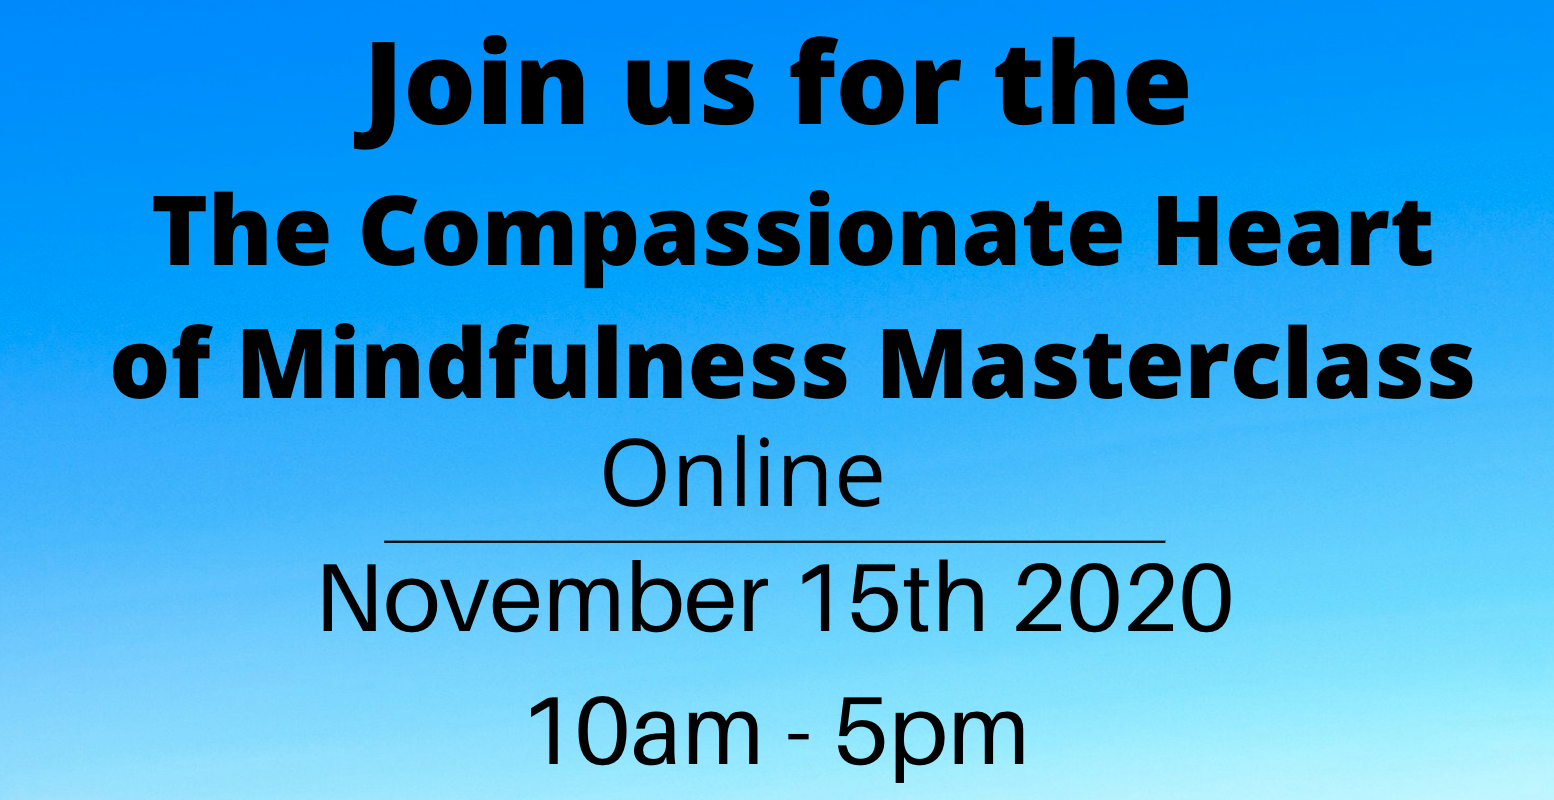 Join us for the
The Compassionate Heart
of Mindfulness Masterclass
Online
November 15th 2020
10am - 5pm